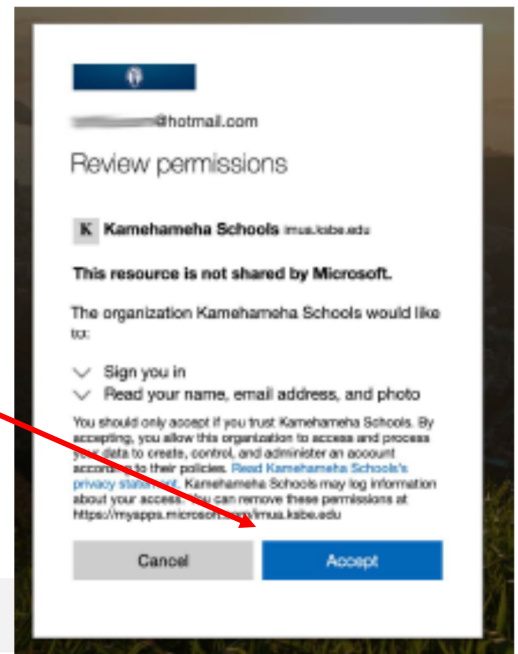 @hotmail.com
Review permissions
K Kamehameha Schools imua.ksbe.edu
This resource is not shared by Microsoft.
The organization Kamehameha Schools would like
to:
Sign you in
Read your name, email address, and photo
You should only accept if you trust Kamehameha Schools. By
accepting, you allow this organization to access and process
your data to create, control, and administer an account
according to their policies. Read Kamehameha Schools's
privacy statement. Kamehameha Schools may log information
about your access. You can remove these permissions at
https://myapps.microsoft.com/imua.ksbe.edu
Cancel Accept